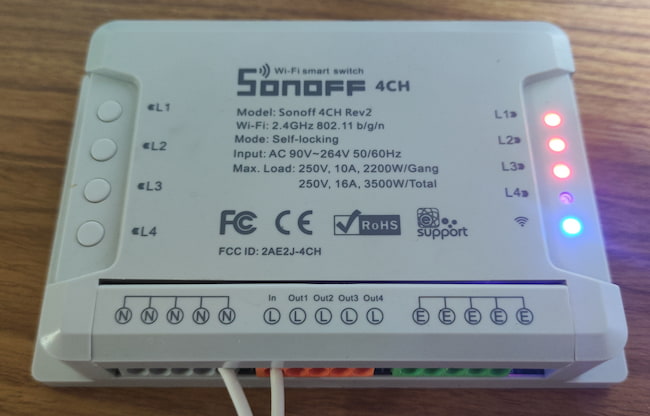 Wi-Fi smart switch
SONOFF 4CH
Model: Sonoff 4CH Rev2
Wi-Fi: 2.4GHz 802.11 b/g/n
Mode: Self-locking
Input: AC 90V~264V 50/60Hz
Max. Load: 250V, 10A, 2200W/Gang
250V, 16A, 3500W/Total
L1
L2
L3
L4
L1
L2
L3
L4
FC CE RoHS e support
FCC ID: 2AE2J-4CH
In Out1 Out2 Out3 Out4
N N N N N L L L L L E E E E E